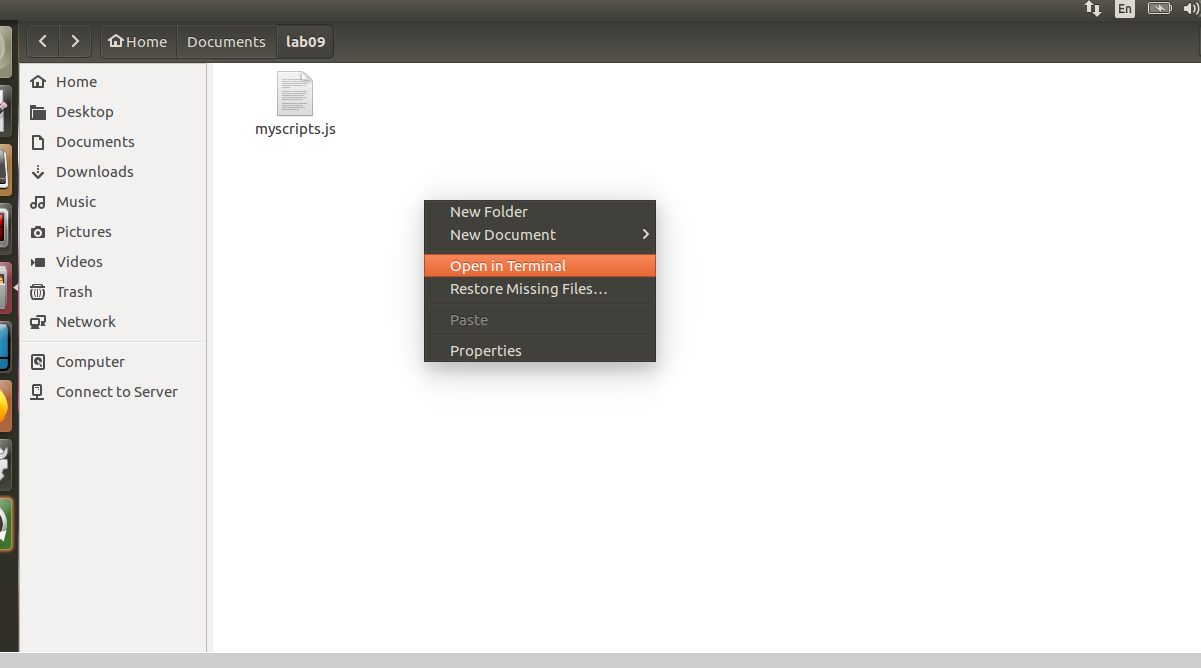 En
Home Documents lab09
Home
Desktop
Documents
Downloads
Music
Pictures
Videos
Trash
Network
Computer
Connect to Server
myscripts.js
New Folder
New Document
Open in Terminal
Restore Missing Files…
Paste
Properties